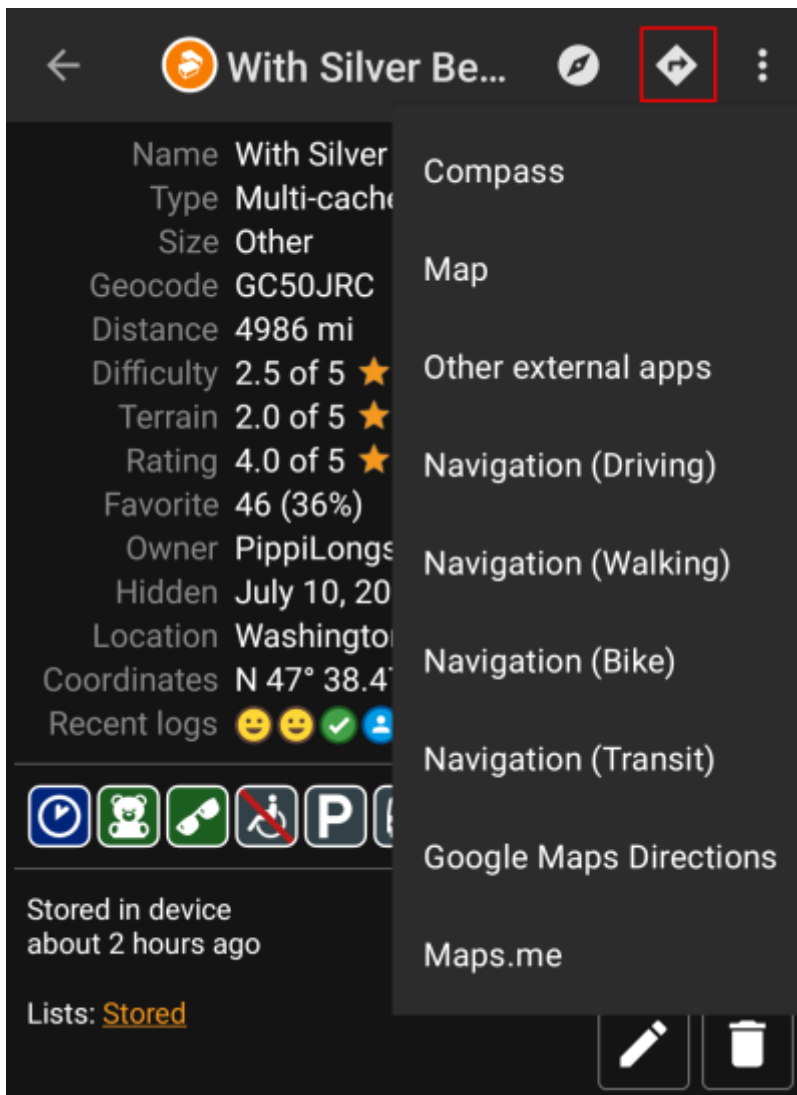 With Silver Be...
Name With Silver
Type Multi-cache
Size Other
Geocode GC50JRC
Distance 4986 mi
Difficulty 2.5 of 5
Terrain 2.0 of 5
Rating 4.0 of 5
Favorite 46 (36%)
Owner PippiLongs
Hidden July 10, 20
Location Washington
Coordinates N 47° 38.47
Recent logs
P
Stored in device
about 2 hours ago
Lists: Stored
Compass
Map
Other external apps
Navigation (Driving)
Navigation (Walking)
Navigation (Bike)
Navigation (Transit)
Google Maps Directions
Maps.me